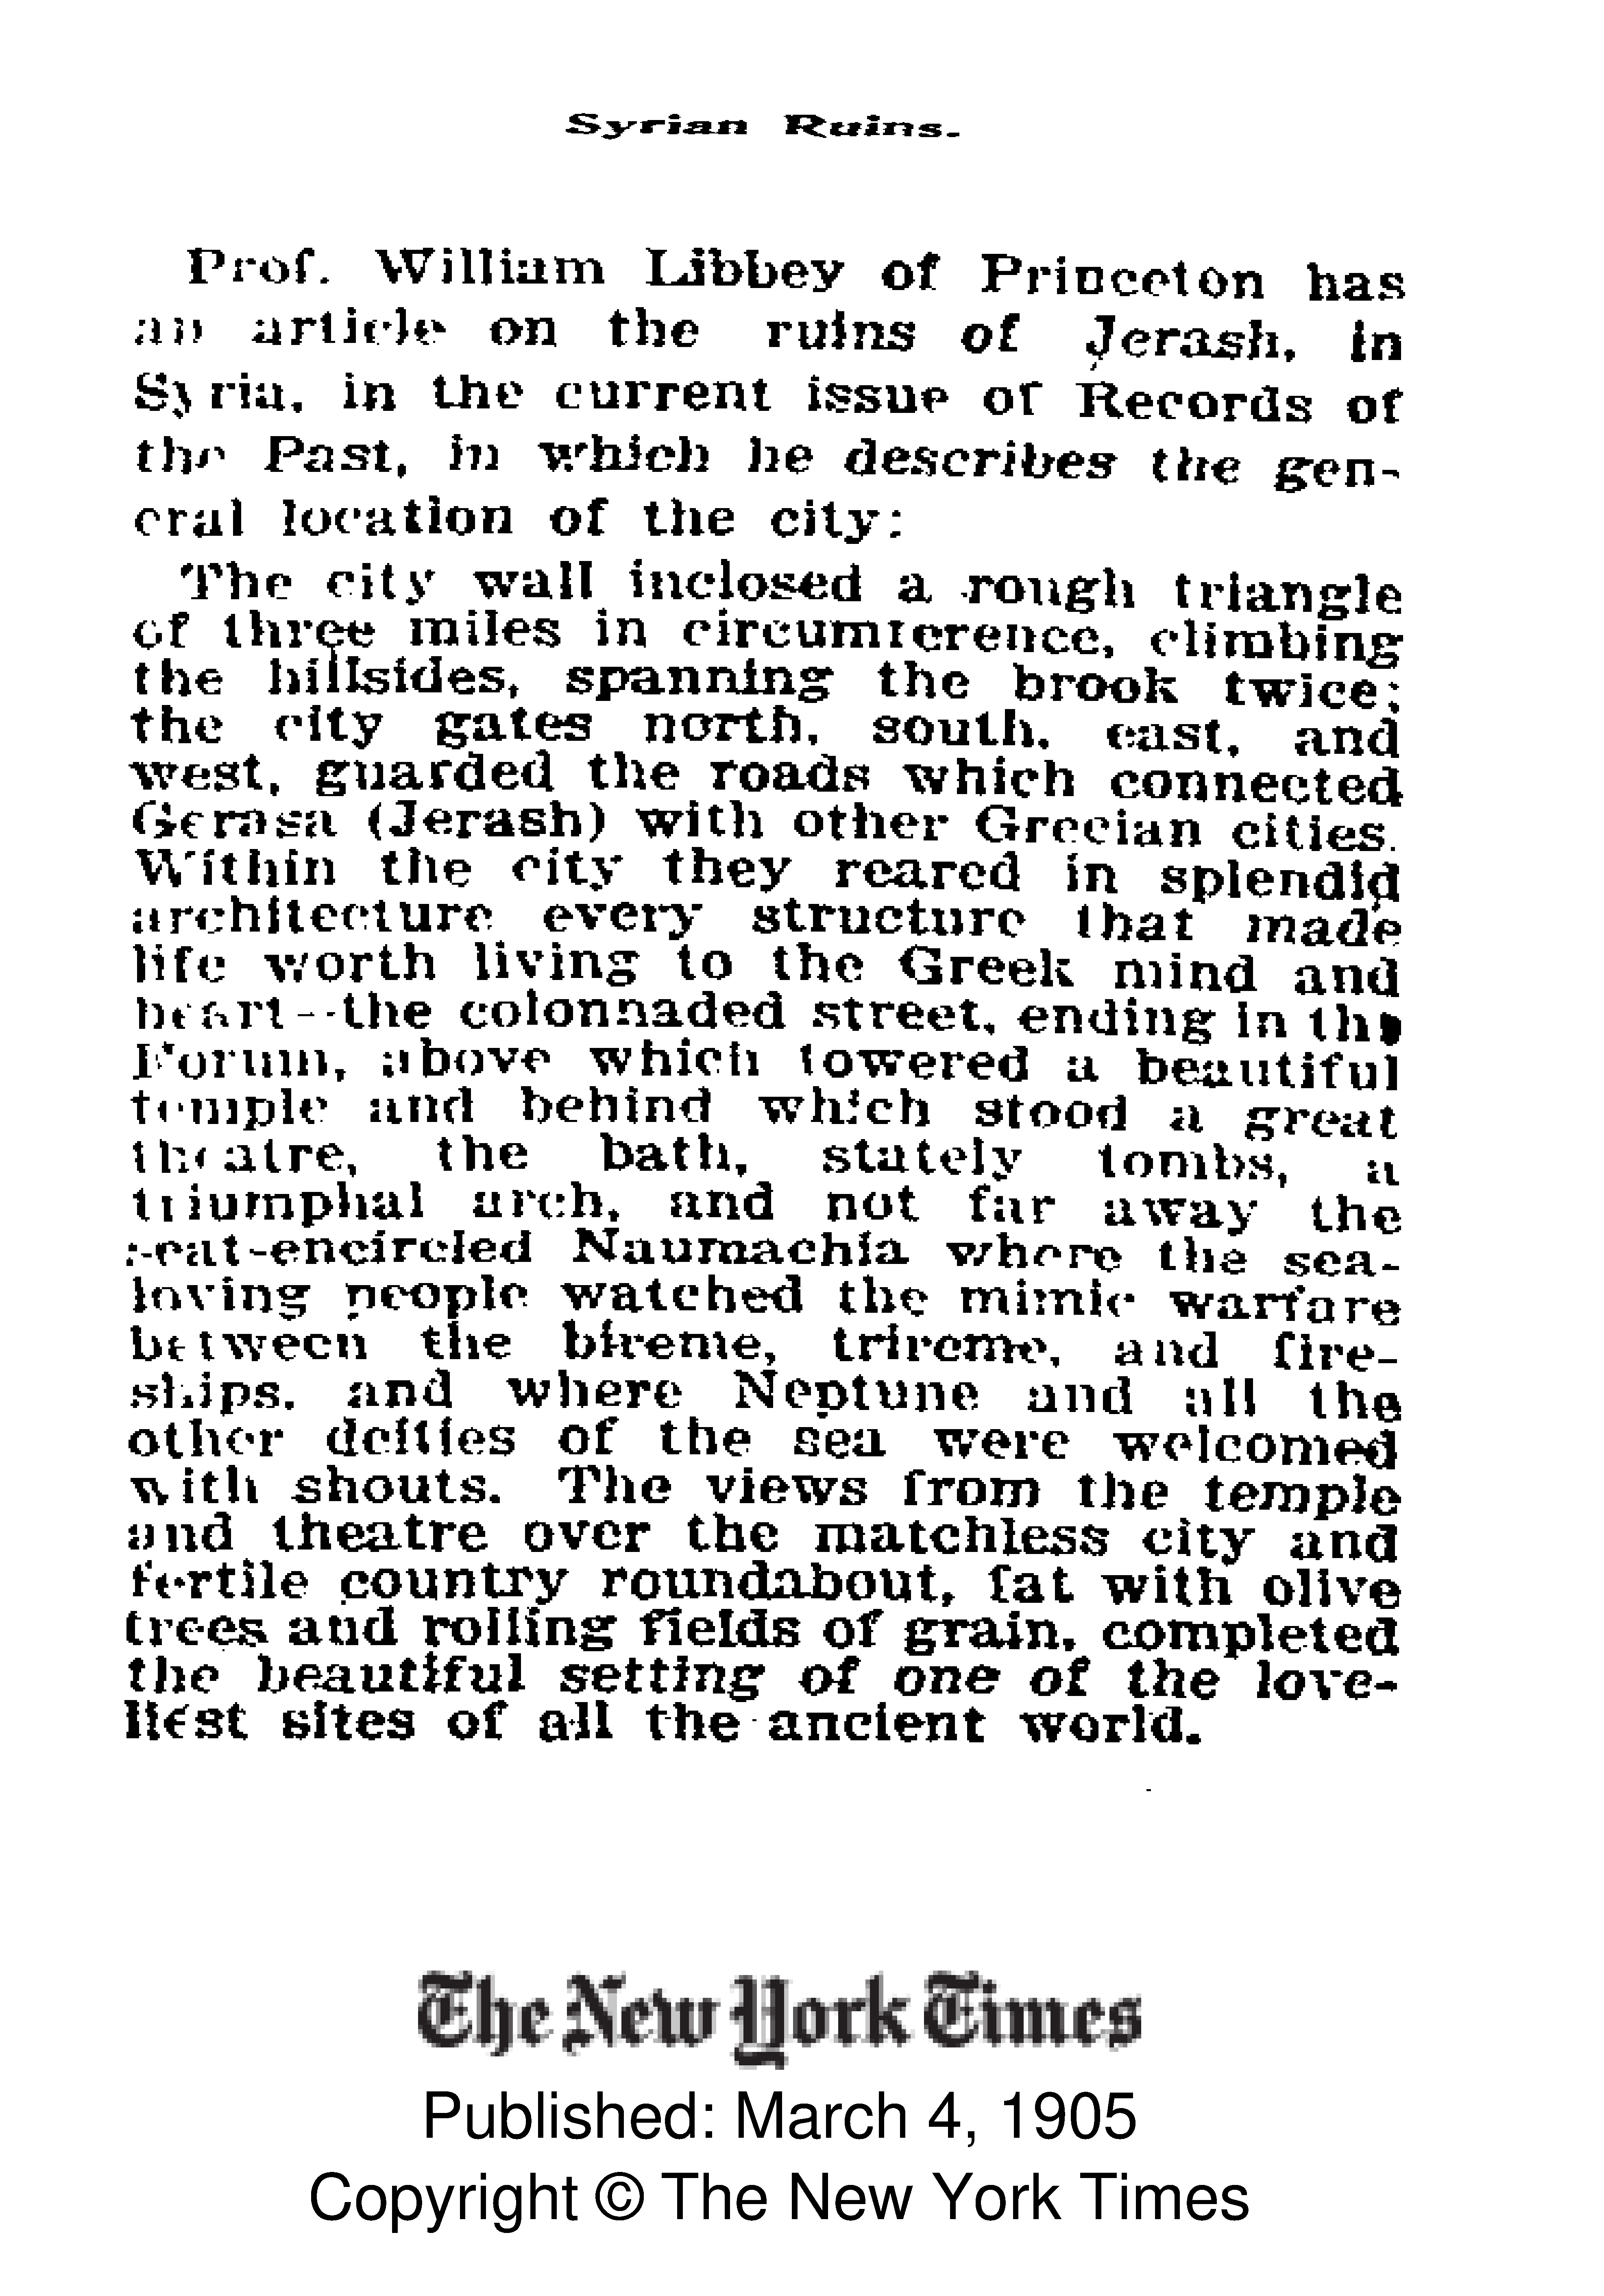 Syrian Ruins.
Prof. William Libbey of Princeton has
an article on the ruins of Jerash, in
Syria, in the current issue of Records of
the Past, in which he describes the gen-
eral location of the city:
The city wall inclosed a rough triangle
of three miles in circumference, climbing
the hillsides, spanning the brook twice;
the city gates north, south, east, and
west, guarded the roads which connected
Gerasa (Jerash) with other Grecian cities.
Within the city they reared in splendid
architecture every structure that made
life worth living to the Greek mind and
heart--the colonnaded street, ending in the
Forum, above which towered a beautiful
temple and behind which stood a great
theatre, the bath, stately tombs, a
triumphal arch, and not far away the
seat-encircled Naumachia where the sea-
loving people watched the mimic warfare
between the bireme, trireme, and fire-
ships, and where Neptune and all the
other deities of the sea were welcomed
with shouts. The views from the temple
and theatre over the matchless city and
fertile country roundabout, fat with olive
trees and rolling fields of grain, completed
the beautiful setting of one of the love-
liest sites of all the ancient world.
The New York Times
Published: March 4, 1905
Copyright © The New York Times